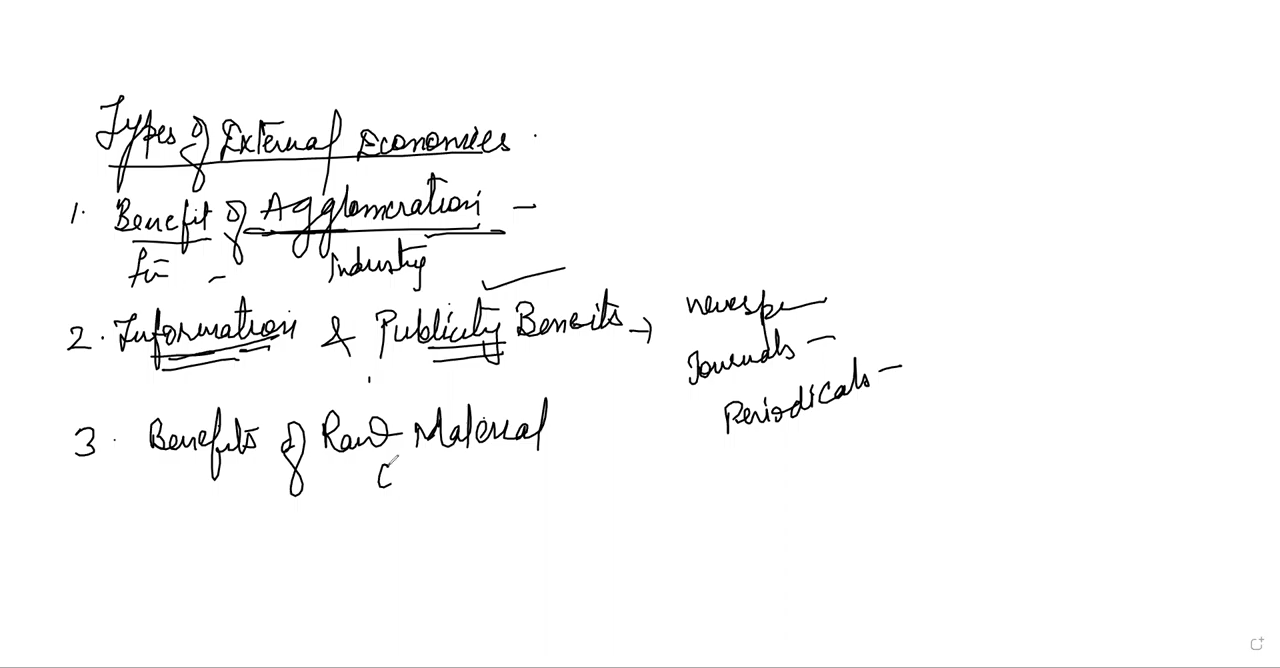 Types of External Economies
1. Benefit of Agglomeration -
Industry
2. Information & Publicity Benefits →
Journals -
Periodicals -
3. Benefits of Raw Material
C